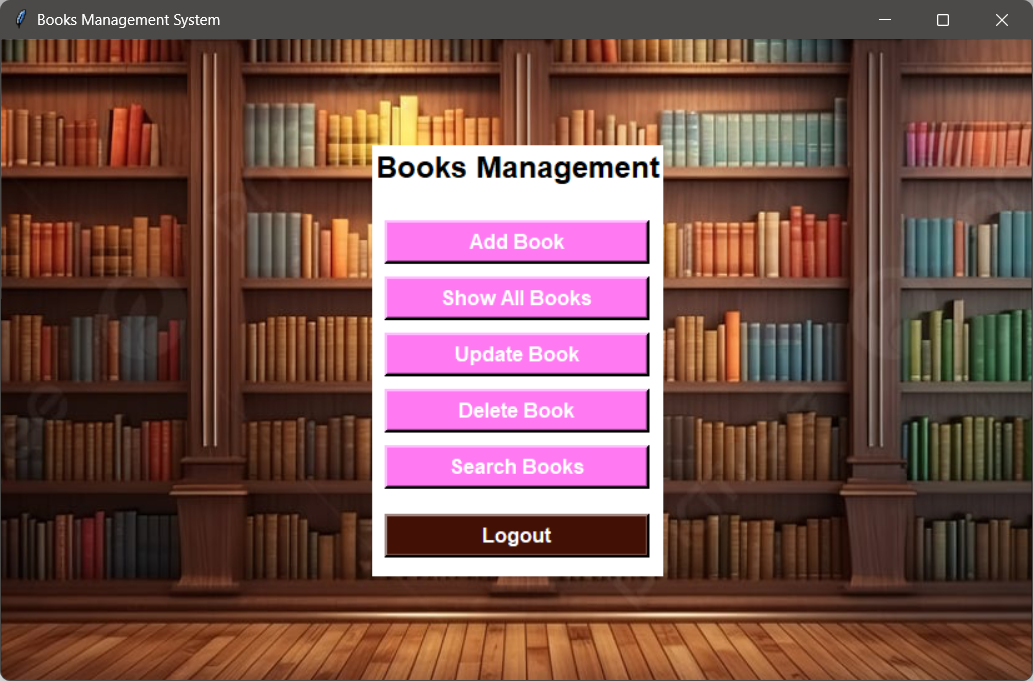 Books Management System
Books Management
Add Book
Show All Books
Update Book
Delete Book
Search Books
Logout